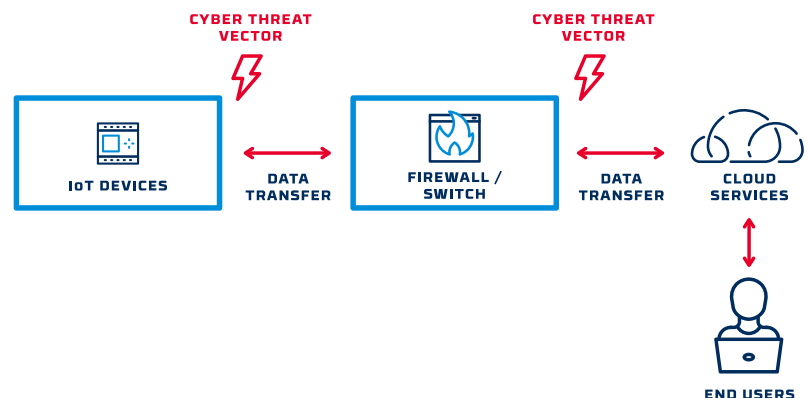 CYBER THREAT
VECTOR
CYBER THREAT
VECTOR
IoT DEVICES
DATA
TRANSFER
FIREWALL /
SWITCH
DATA
TRANSFER
CLOUD
SERVICES
END USERS